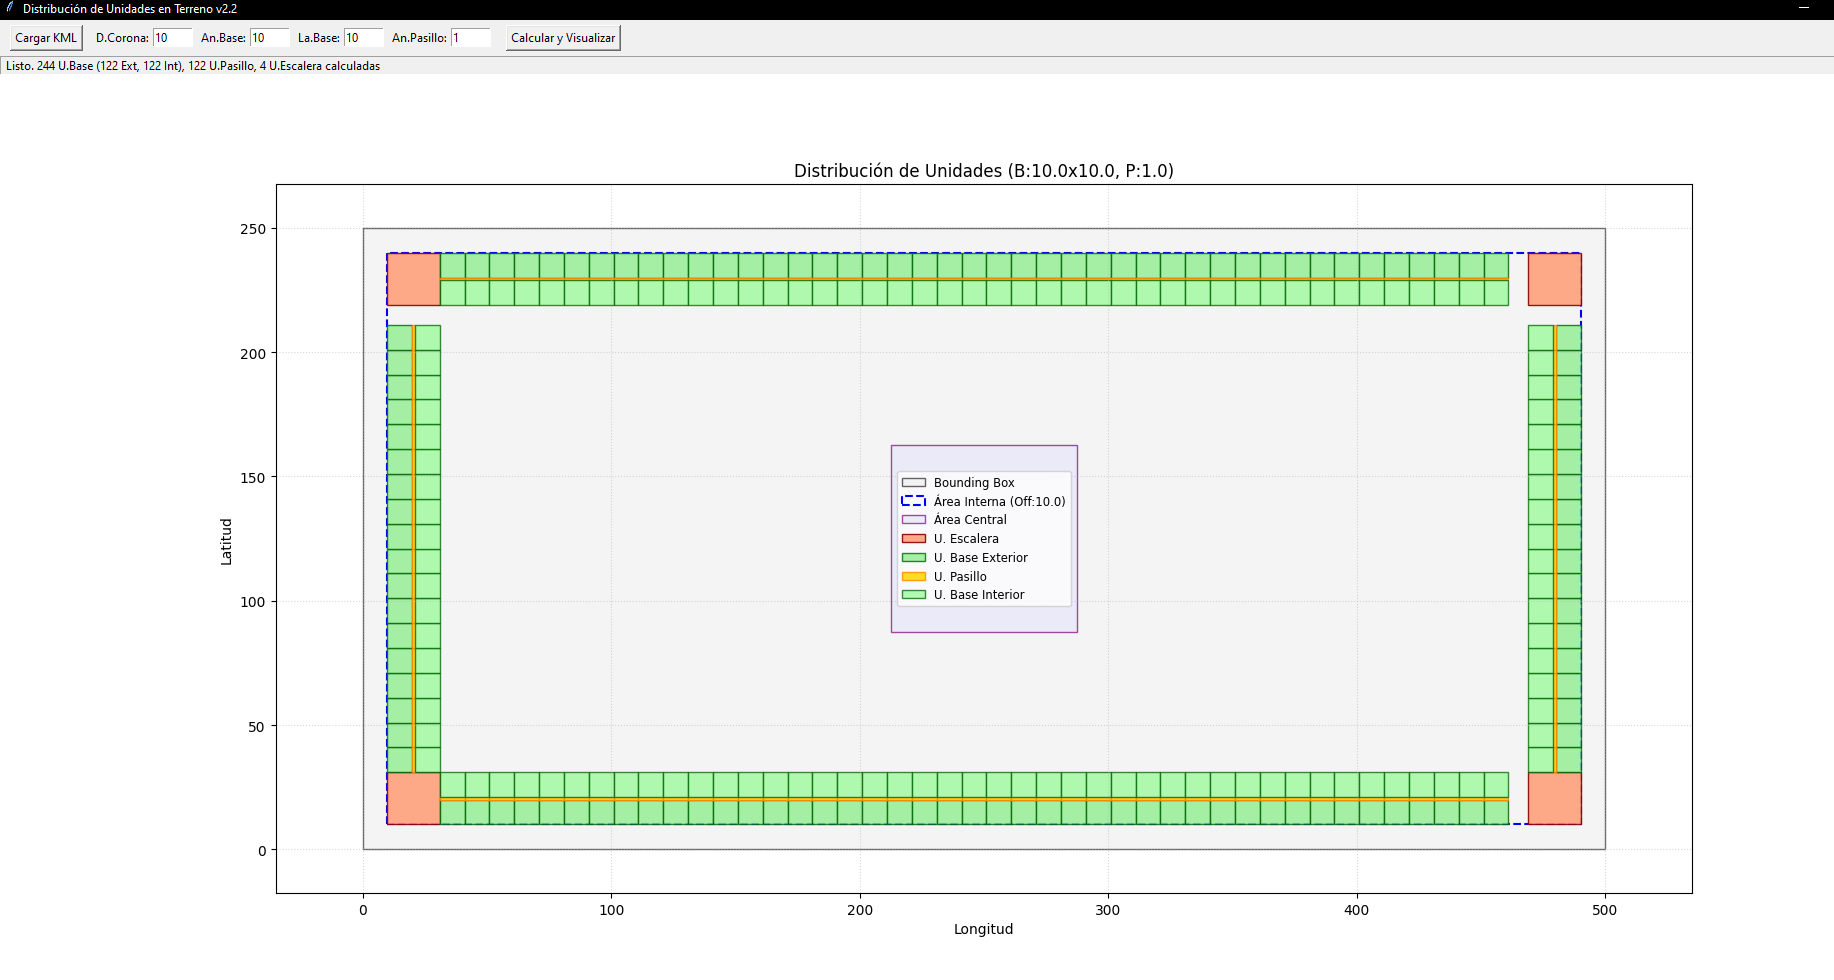 Distribución de Unidades en Terreno v2.2
Cargar KML D.Corona: 10 An.Base: 10 La.Base: 10 An.Pasillo: 1 Calcular y Visualizar
Listo. 244 U.Base (122 Ext, 122 Int), 122 U.Pasillo, 4 U.Escalera calculadas
Distribución de Unidades (B:10.0x10.0, P:1.0)
250
200
150
100
50
0
Latitud
Bounding Box
Área Interna (Off:10.0)
Área Central
U. Escalera
U. Base Exterior
U. Pasillo
U. Base Interior
0 100 200 300 400 500
Longitud